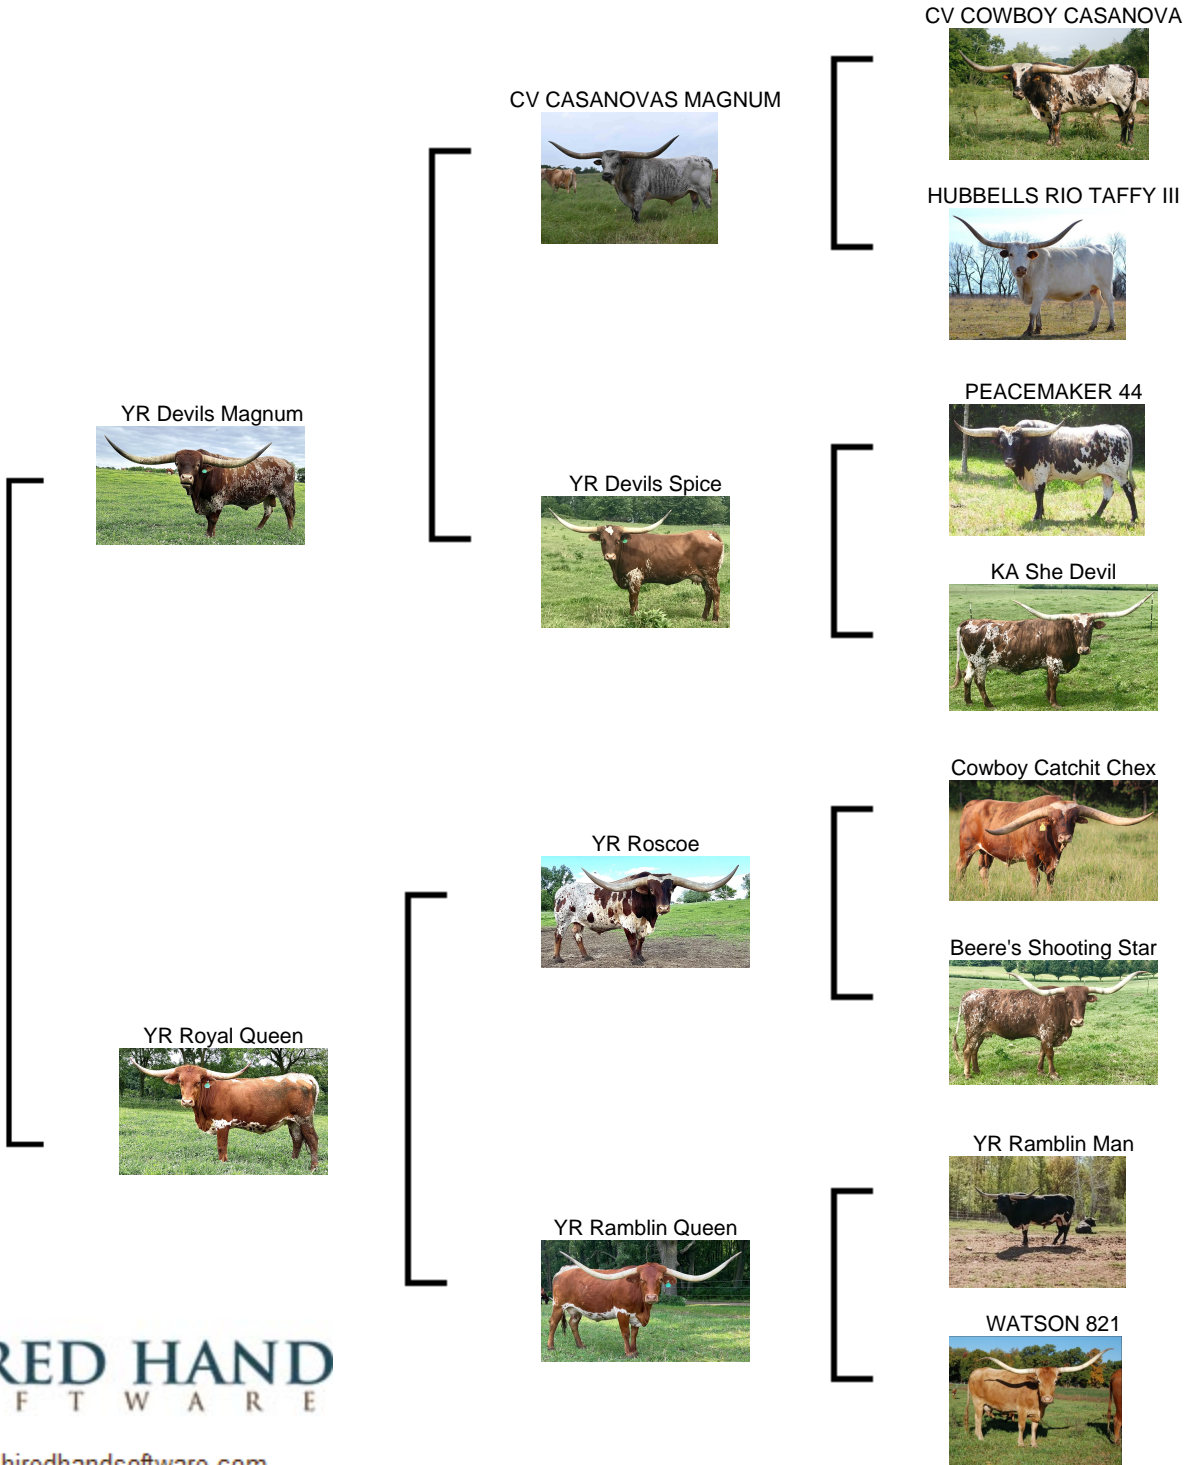 CV COWBOY CASANOVA
CV CASANOVAS MAGNUM
HUBBELLS RIO TAFFY III
PEACEMAKER 44
YR Devils Magnum
YR Devils Spice
KA She Devil
Cowboy Catchit Chex
YR Roscoe
Beere's Shooting Star
YR Royal Queen
YR Ramblin Man
YR Ramblin Queen
WATSON 821
RED HAND
F T W A R E
hiredhandsoftware.com